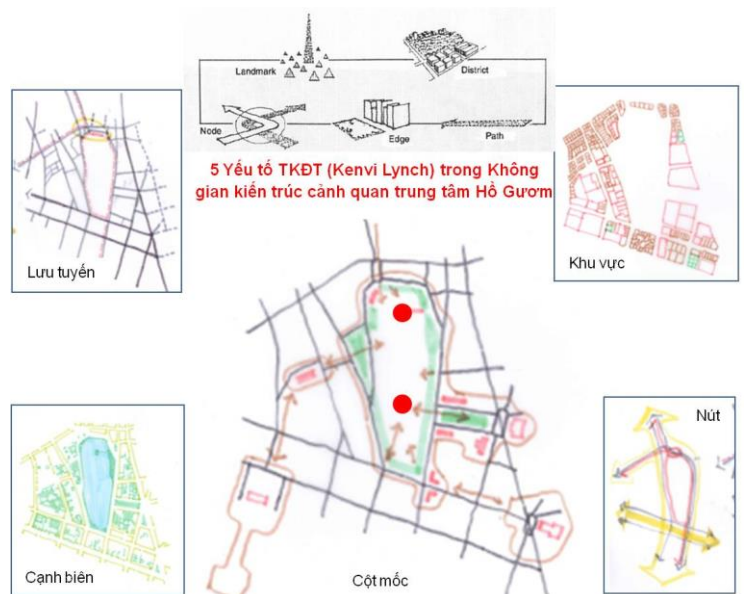 Landmark
District
Node
Edge
Path
5 Yếu tố TKĐT (Kenvi Lynch) trong Không
gian kiến trúc cảnh quan trung tâm Hồ Gươm
Lưu tuyến
Khu vực
Cạnh biên
Cột mốc
Nút